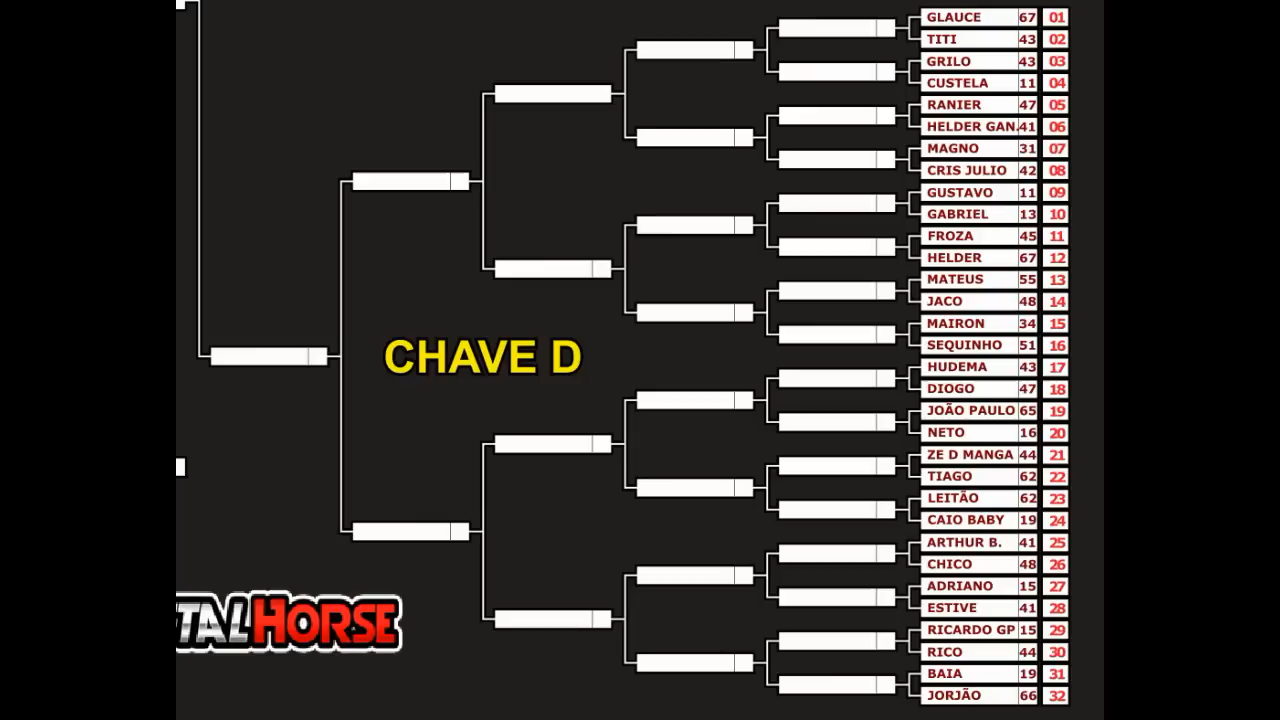 GLAUCE 67 01
TITI 43 02
GRILO 43 03
CUSTELA 11 04
RANIER 47 05
HELDER GAN. 41 06
MAGNO 31 07
CRIS JULIO 42 08
GUSTAVO 11 09
GABRIEL 13 10
FROZA 45 11
HELDER 67 12
MATEUS 55 13
JACO 48 14
MAIRON 34 15
SEQUINHO 51 16
CHAVE D
HUDEMA 43 17
DIOGO 47 18
JOÃO PAULO 65 19
NETO 16 20
ZE D MANGA 44 21
TIAGO 62 22
LEITÃO 62 23
CAIO BABY 19 24
ARTHUR B. 41 25
CHICO 48 26
ADRIANO 15 27
ESTIVE 41 28
RICARDO GP 15 29
RICO 44 30
BAIA 19 31
JORJÃO 66 32
TALHORSE